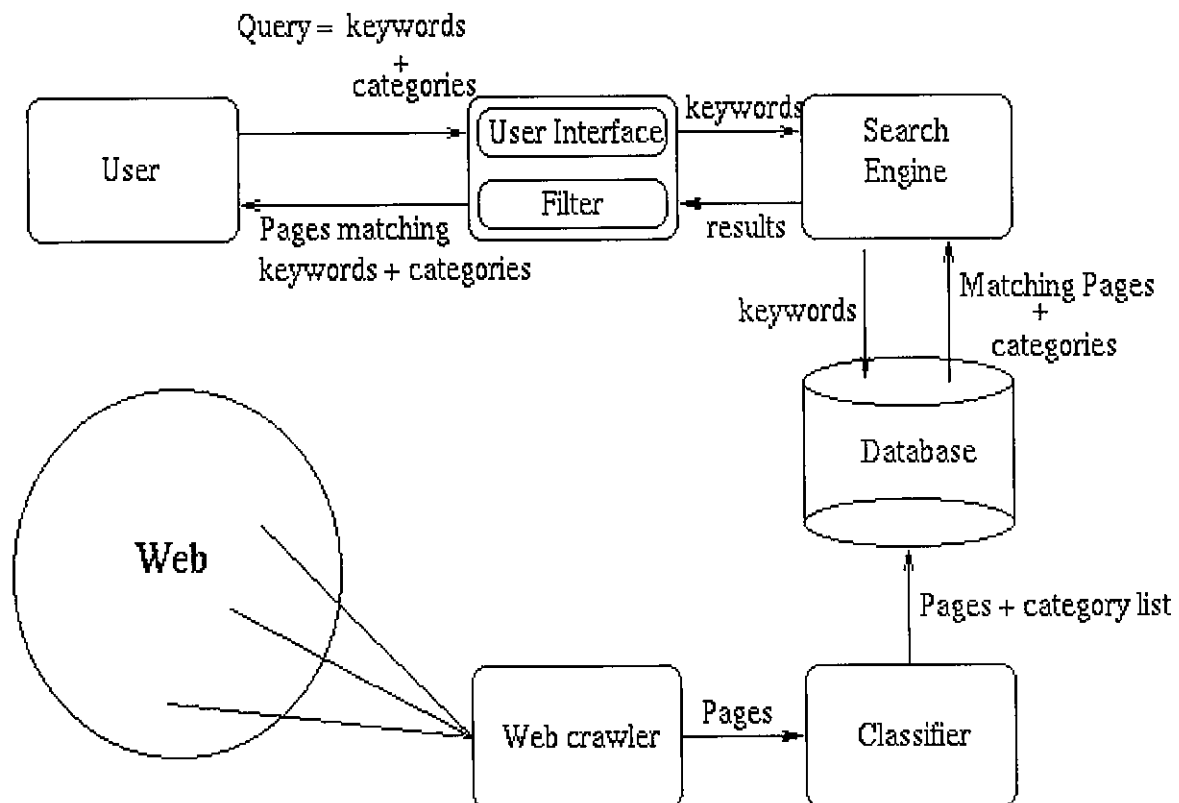 Query = keywords
+
categories
User
User Interface
Filter
keywords
results
Search
Engine
Pages matching
keywords + categories
keywords
Matching Pages
+
categories
Database
Web
Pages + category list
Web crawler
Pages
Classifier